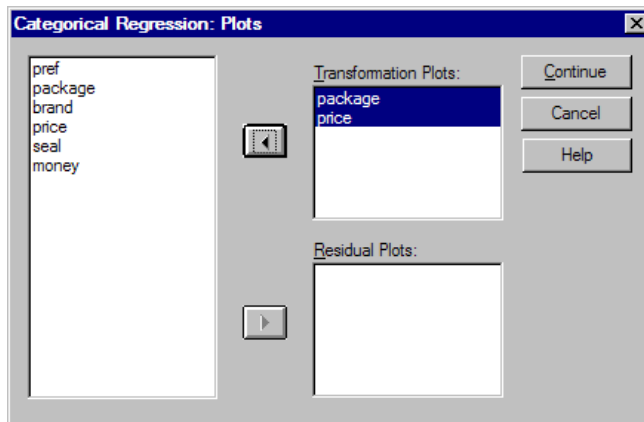 Categorical Regression: Plots
pref
package
brand
price
seal
money
Transformation Plots:
package
price
Residual Plots:
Continue
Cancel
Help